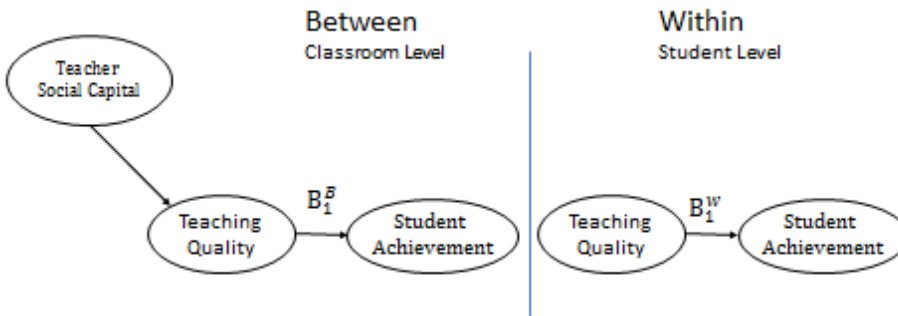 Between
Classroom Level
Within
Student Level
Teacher
Social Capital
Teaching
Quality
B₁ᴮ
Student
Achievement
Teaching
Quality
B₁ᵂ
Student
Achievement